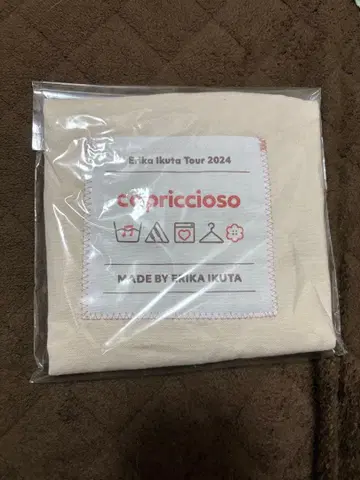 Erika Ikuta Tour 2024
capriccioso
MADE BY ERIKA IKUTA